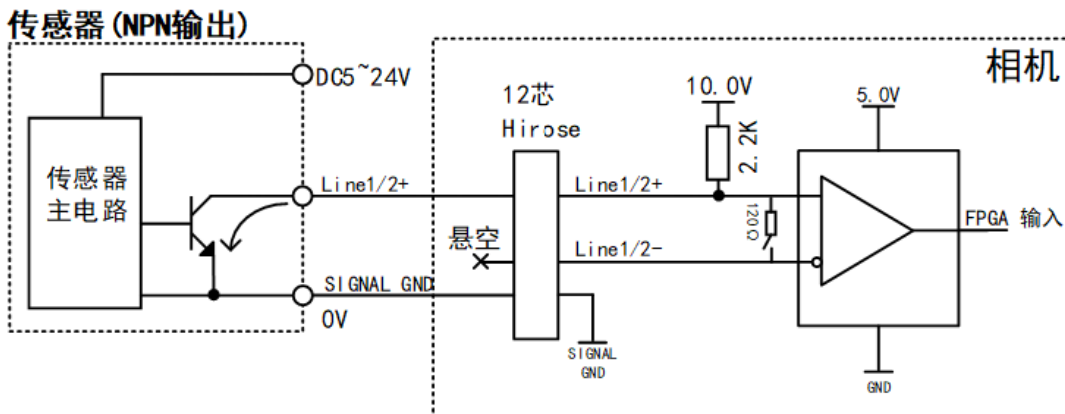 传感器(NPN输出)
DC5~24V
传感器
主电路
Line1/2+
SIGNAL GND
0V
相机
12芯
Hirose
悬空
Line1/2+
Line1/2-
SIGNAL
GND
10.0V
2.2K
120Ω
5.0V
FPGA 输入
GND